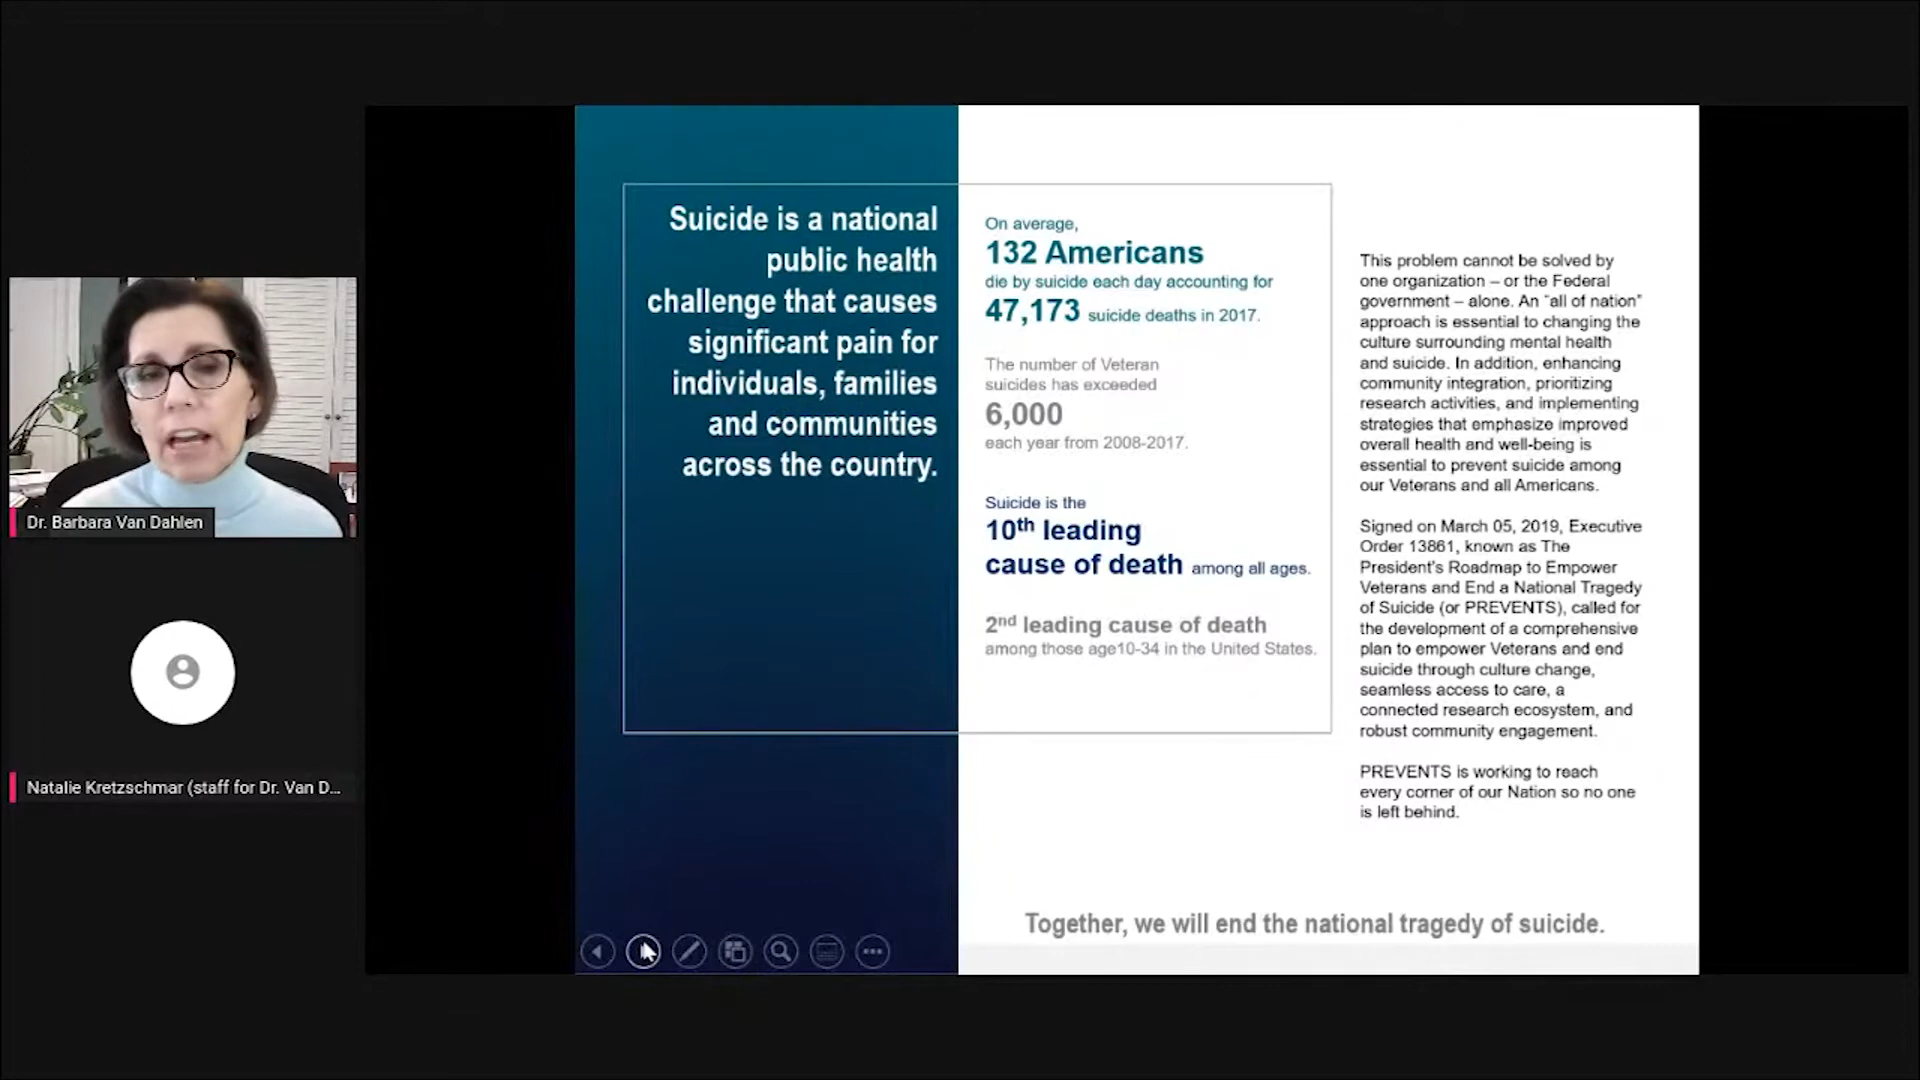 Suicide is a national
public health
challenge that causes
significant pain for
individuals, families
and communities
across the country.
On average,
132 Americans
die by suicide each day accounting for
47,173 suicide deaths in 2017.
The number of Veteran
suicides has exceeded
6,000
each year from 2008-2017.
Suicide is the
10th leading
cause of death among all ages.
2nd leading cause of death
among those age10-34 in the United States.
This problem cannot be solved by
one organization – or the Federal
government – alone. An “all of nation”
approach is essential to changing the
culture surrounding mental health
and suicide. In addition, enhancing
community integration, prioritizing
research activities, and implementing
strategies that emphasize improved
overall health and well-being is
essential to prevent suicide among
our Veterans and all Americans.
Signed on March 05, 2019, Executive
Order 13861, known as The
President’s Roadmap to Empower
Veterans and End a National Tragedy
of Suicide (or PREVENTS), called for
the development of a comprehensive
plan to empower Veterans and end
suicide through culture change,
seamless access to care, a
connected research ecosystem, and
robust community engagement.
PREVENTS is working to reach
every corner of our Nation so no one
is left behind.
Together, we will end the national tragedy of suicide.
Dr. Barbara Van Dahlen
Natalie Kretzschmar (staff for Dr. Van D...